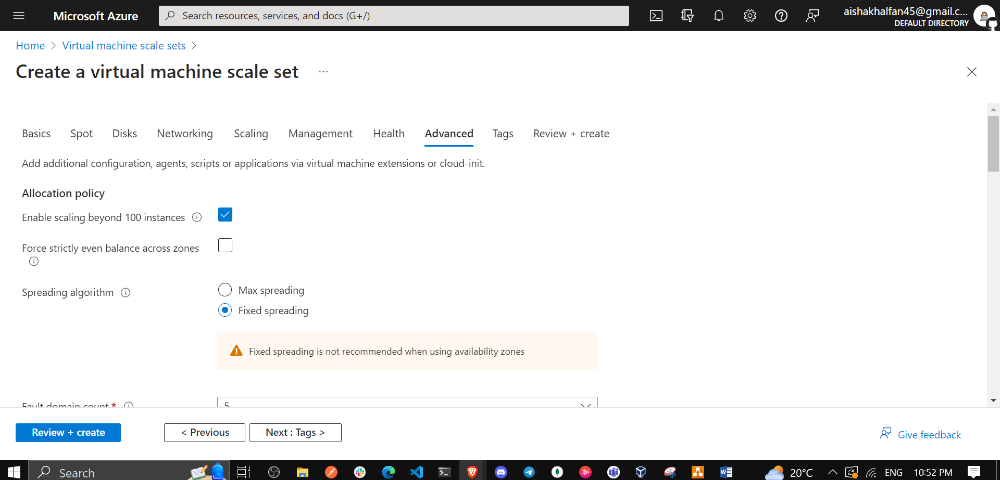 Microsoft Azure
Search resources, services, and docs (G+/)
aishakhalfan45@gmail.c...
DEFAULT DIRECTORY
Home > Virtual machine scale sets >
Create a virtual machine scale set ...
Basics Spot Disks Networking Scaling Management Health Advanced Tags Review + create
Add additional configuration, agents, scripts or applications via virtual machine extensions or cloud-init.
Allocation policy
Enable scaling beyond 100 instances
Force strictly even balance across zones
Spreading algorithm
Max spreading
Fixed spreading
Fixed spreading is not recommended when using availability zones
Fault domain count *
5
Review + create
< Previous
Next : Tags >
Give feedback
Search
20°C
ENG
10:52 PM